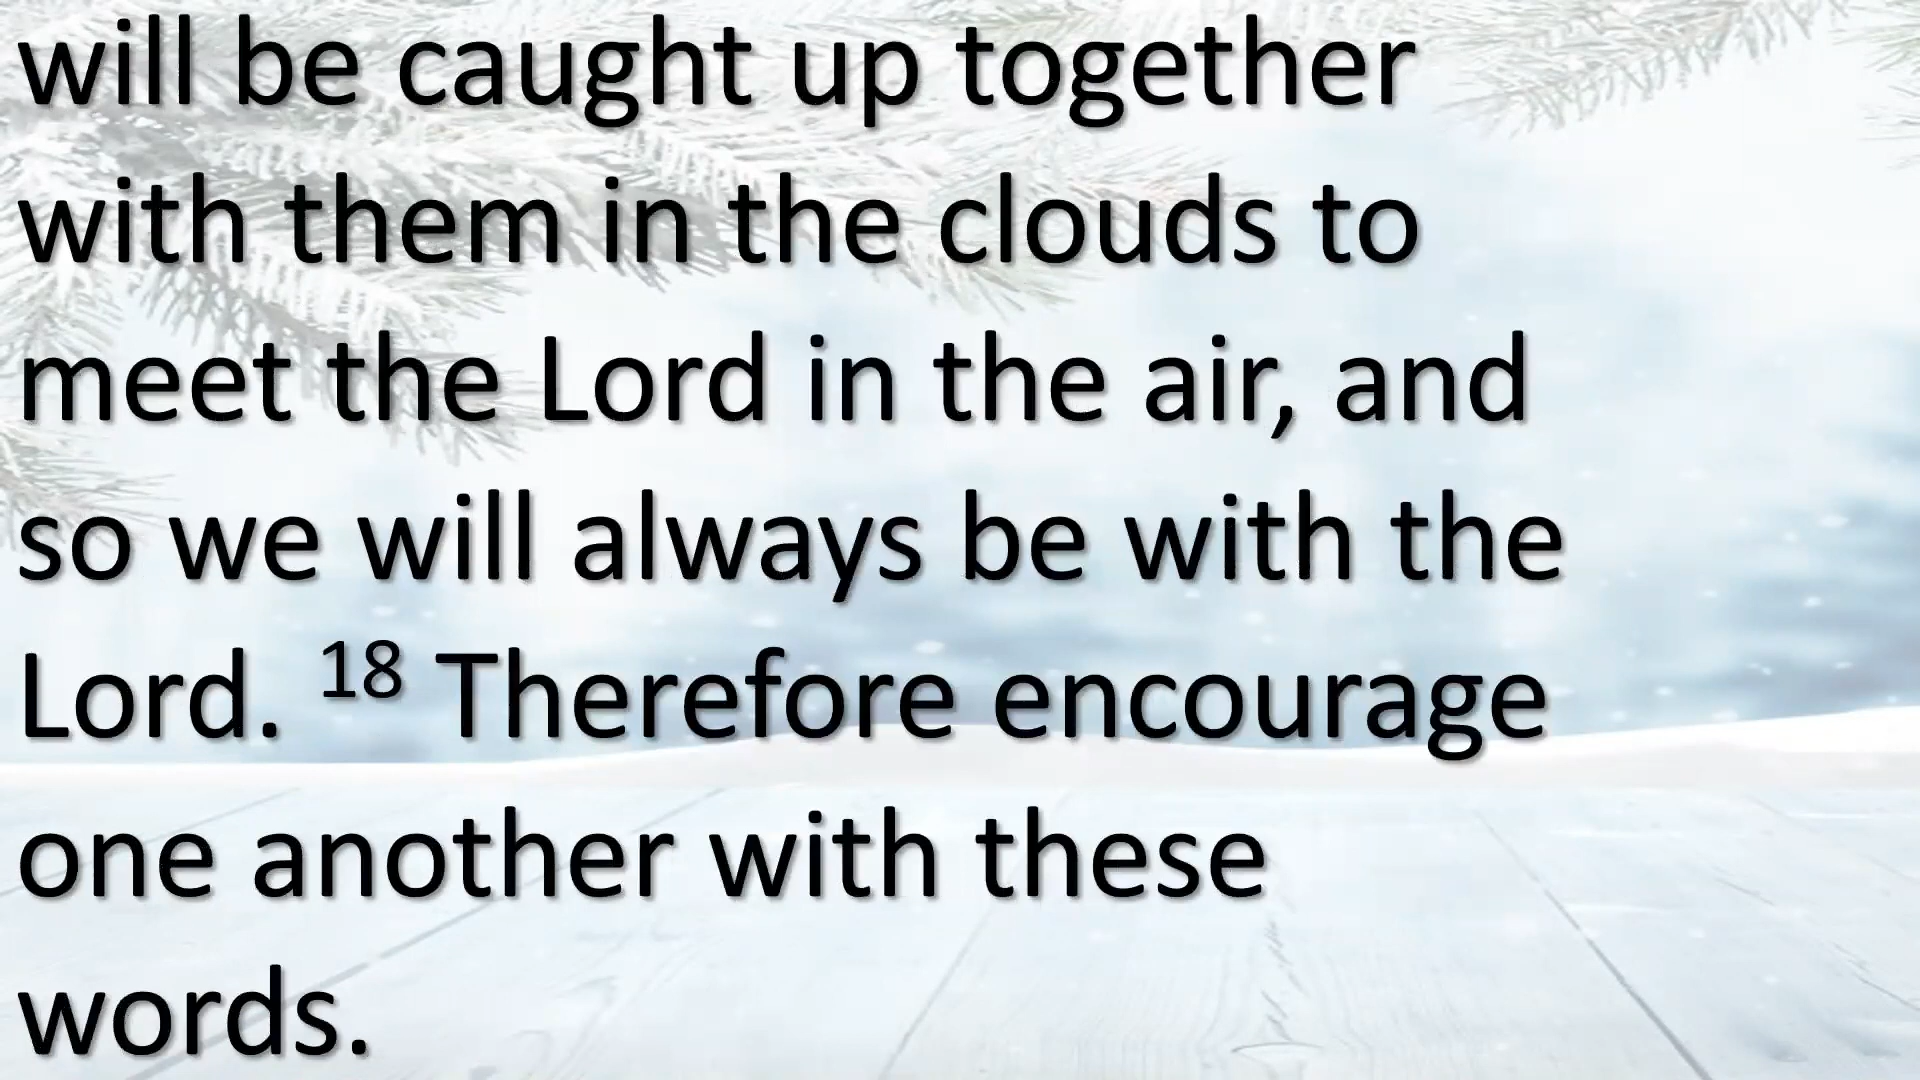 will be caught up together
with them in the clouds to
meet the Lord in the air, and
so we will always be with the
Lord. 18 Therefore encourage
one another with these
words.